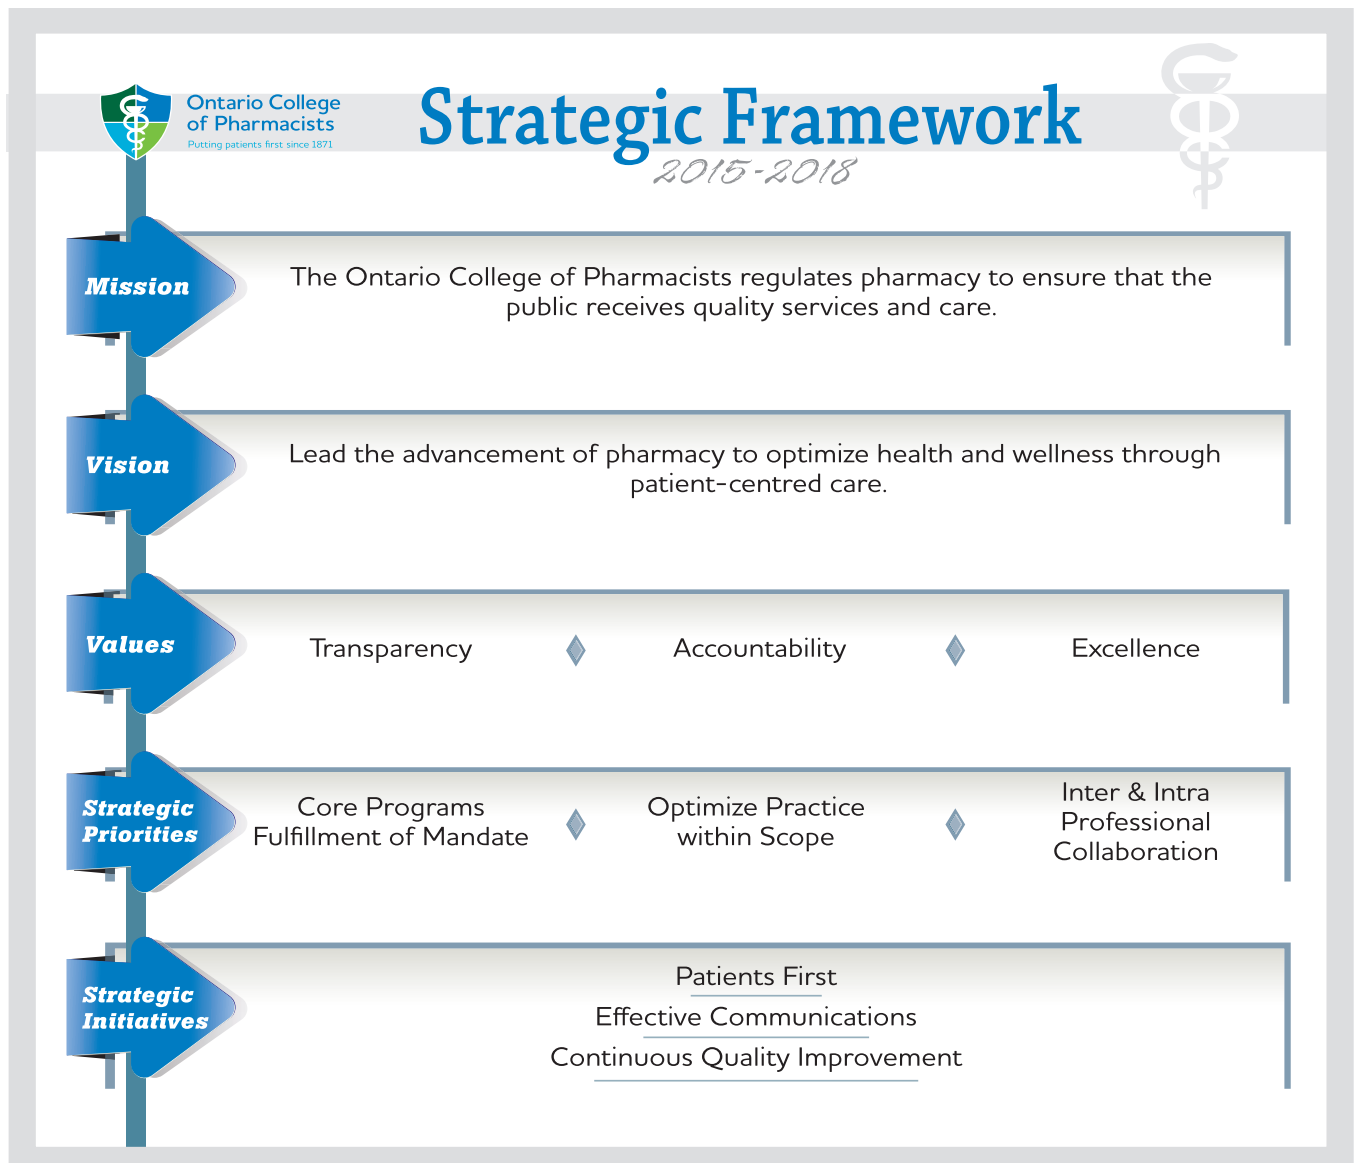 Ontario College
of Pharmacists
Putting patients first since 1871
Strategic Framework
2015-2018
Mission
The Ontario College of Pharmacists regulates pharmacy to ensure that the
public receives quality services and care.
Vision
Lead the advancement of pharmacy to optimize health and wellness through
patient-centred care.
Values
Transparency
Accountability
Excellence
Strategic
Priorities
Core Programs
Fulfillment of Mandate
Optimize Practice
within Scope
Inter & Intra
Professional
Collaboration
Strategic
Initiatives
Patients First
Effective Communications
Continuous Quality Improvement